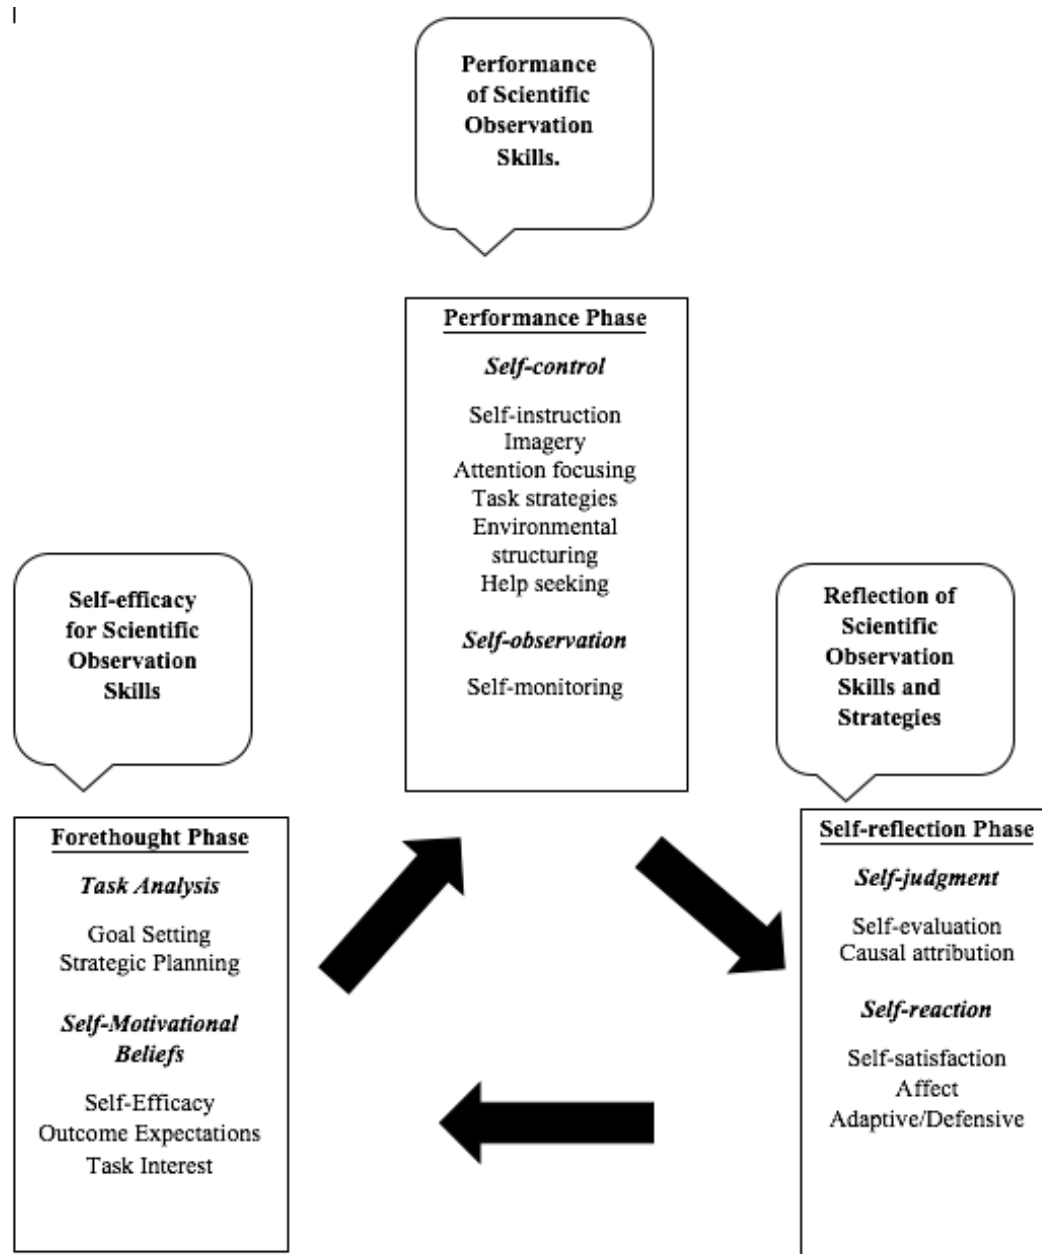 Performance
of Scientific
Observation
Skills.
Performance Phase
Self-control
Self-instruction
Imagery
Attention focusing
Task strategies
Environmental
structuring
Help seeking
Self-observation
Self-monitoring
Self-efficacy
for Scientific
Observation
Skills
Forethought Phase
Task Analysis
Goal Setting
Strategic Planning
Self-Motivational
Beliefs
Self-Efficacy
Outcome Expectations
Task Interest
Reflection of
Scientific
Observation
Skills and
Strategies
Self-reflection Phase
Self-judgment
Self-evaluation
Causal attribution
Self-reaction
Self-satisfaction
Affect
Adaptive/Defensive